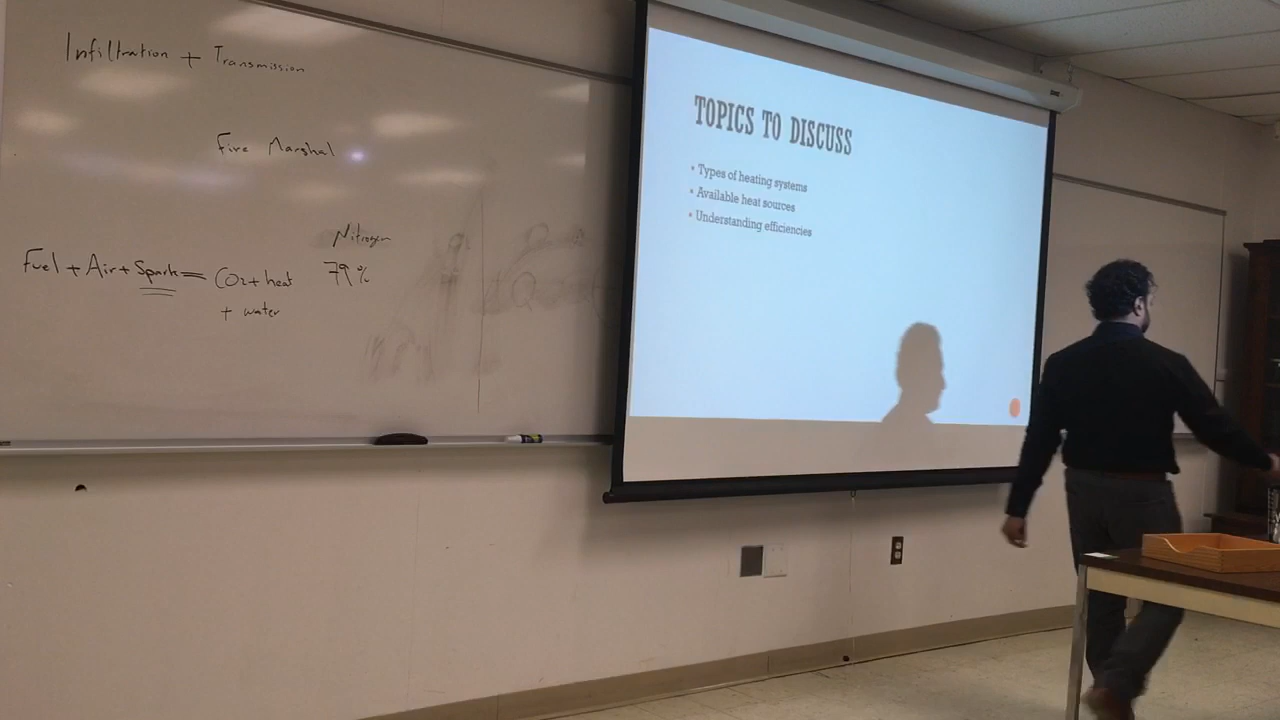 Infiltration + Transmission
Fire Marshal
Nitrogen
Fuel + Air + Spark = CO2 + heat 79%
+ water
TOPICS TO DISCUSS
• Types of heating systems
• Available heat sources
• Understanding efficiencies